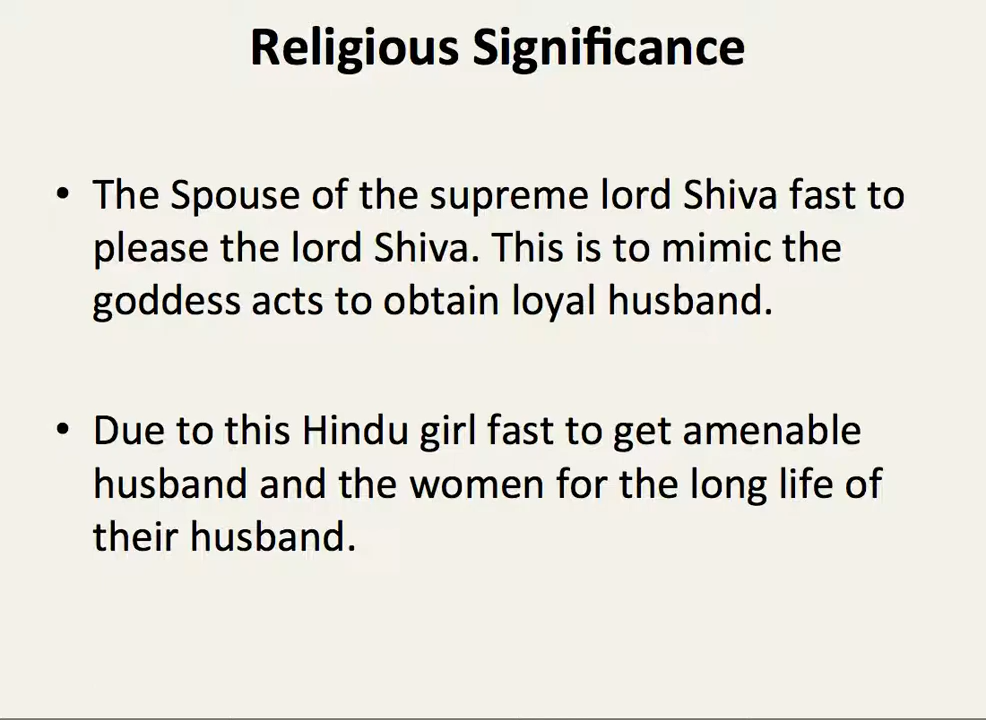 Religious Significance
• The Spouse of the supreme lord Shiva fast to
please the lord Shiva. This is to mimic the
goddess acts to obtain loyal husband.
• Due to this Hindu girl fast to get amenable
husband and the women for the long life of
their husband.